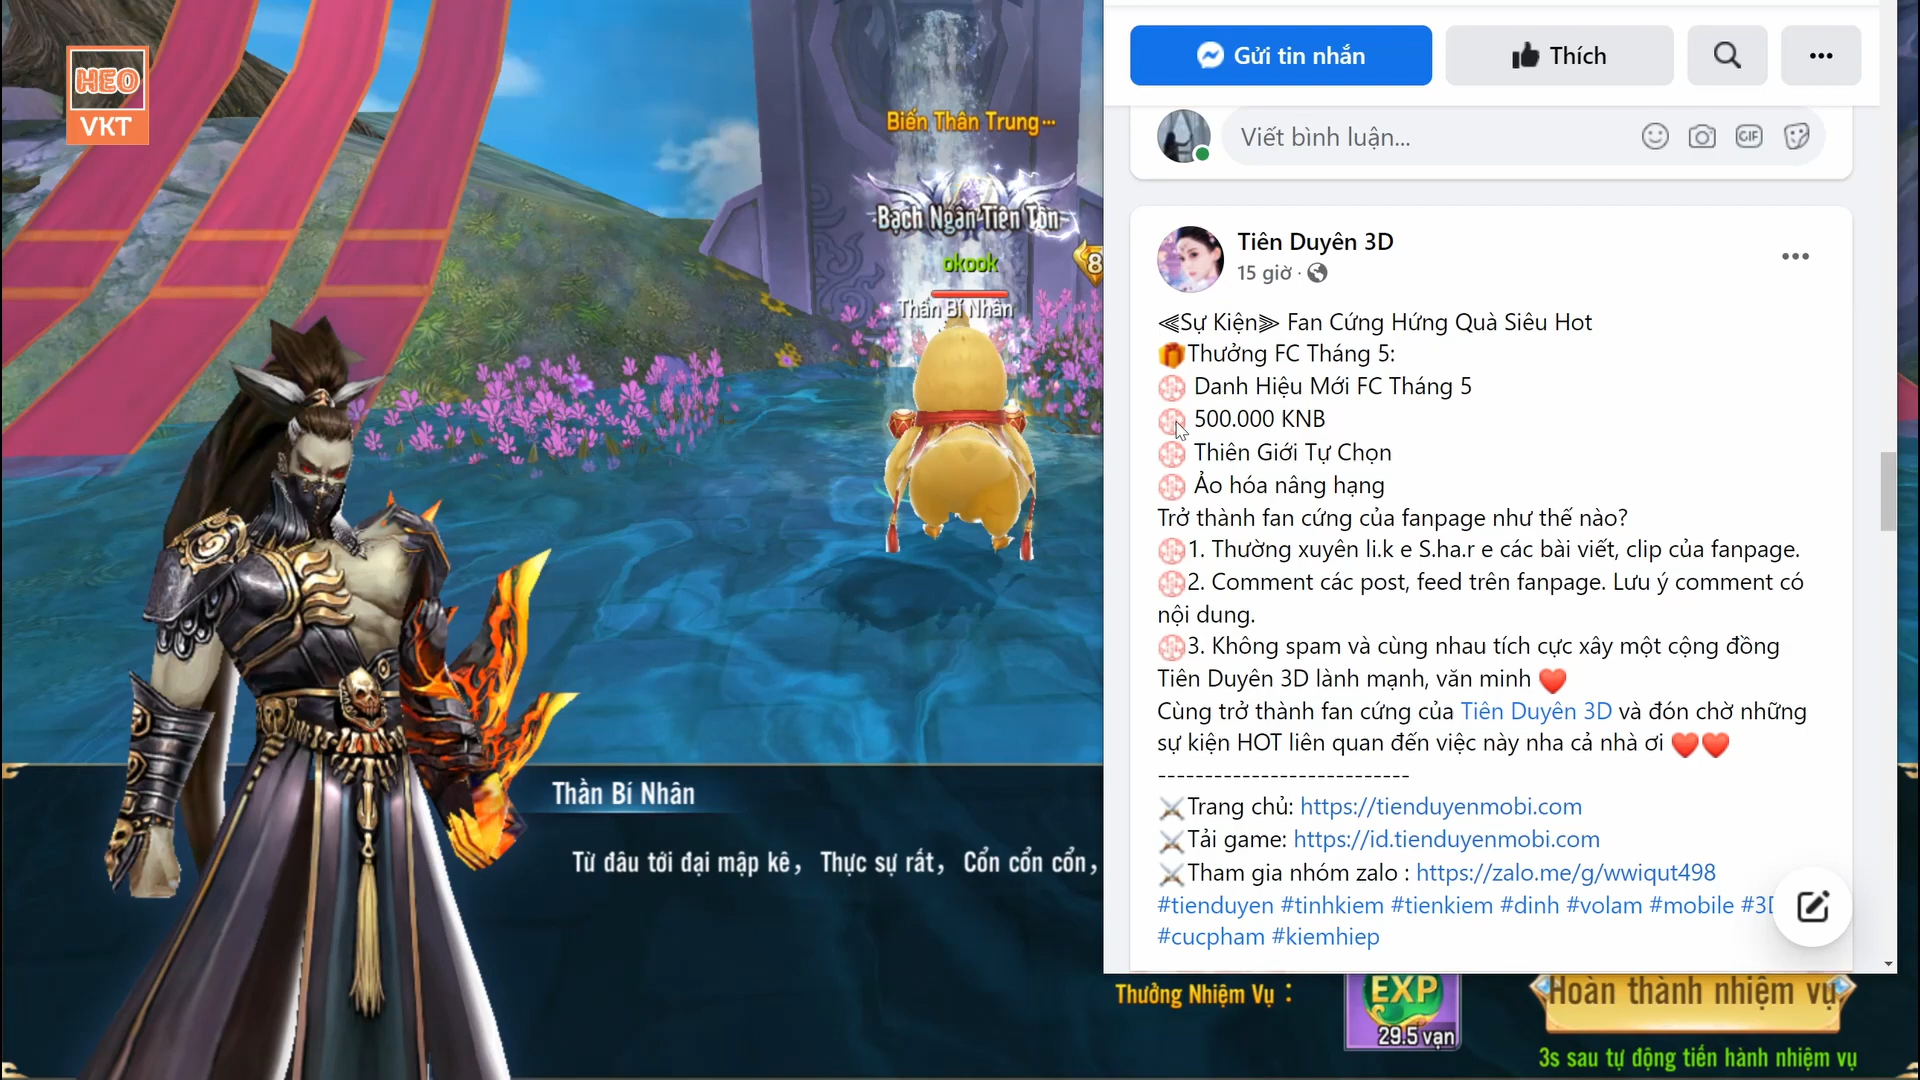 HEO
VKT
Biến Thân Trung...
Bạch Ngân Tiên Tôn
okook
8
Thần Bí Nhân
Thần Bí Nhân
Từ đâu tới đại mập kê, Thực sự rất, Cổn cổn cổn,
Gửi tin nhắn
Thích
Viết bình luận...
GIF
Tiên Duyên 3D
15 giờ ·
⋘Sự Kiện⋙ Fan Cứng Hứng Quà Siêu Hot
🎁Thưởng FC Tháng 5:
Danh Hiệu Mới FC Tháng 5
500.000 KNB
Thiên Giới Tự Chọn
Ảo hóa nâng hạng
Trở thành fan cứng của fanpage như thế nào?
1. Thường xuyên li.k e S.ha.r e các bài viết, clip của fanpage.
2. Comment các post, feed trên fanpage. Lưu ý comment có
nội dung.
3. Không spam và cùng nhau tích cực xây một cộng đồng
Tiên Duyên 3D lành mạnh, văn minh ❤️
Cùng trở thành fan cứng của Tiên Duyên 3D và đón chờ những
sự kiện HOT liên quan đến việc này nha cả nhà ơi ❤️❤️
---------------------------
⚔️Trang chủ: https://tienduyenmobi.com
⚔️Tải game: https://id.tienduyenmobi.com
⚔️Tham gia nhóm zalo : https://zalo.me/g/wwiqut498
#tienduyen #tinhkiem #tienkiem #dinh #volam #mobile #3D
#cucpham #kiemhiep
Thưởng Nhiệm Vụ :
EXP
29.5 vạn
Hoàn thành nhiệm vụ
3s sau tự động tiến hành nhiệm vụ